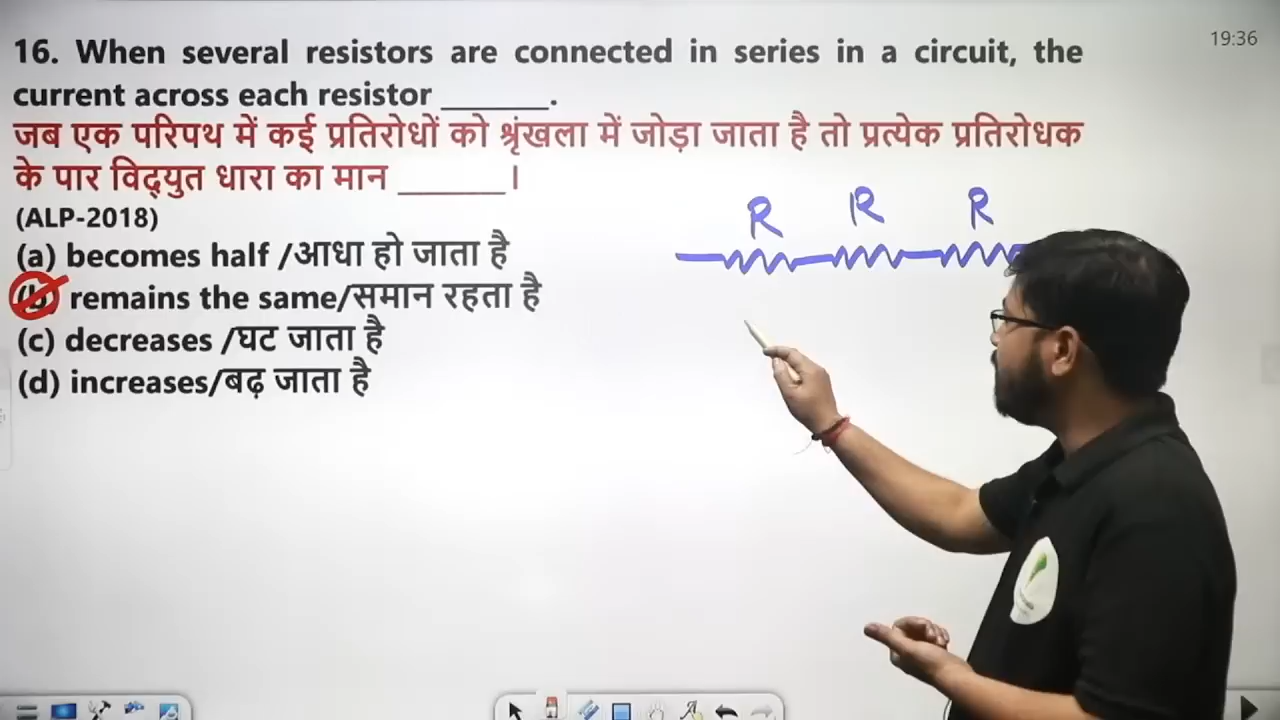 19:36
16. When several resistors are connected in series in a circuit, the
current across each resistor _______.
जब एक परिपथ में कई प्रतिरोधों को श्रृंखला में जोड़ा जाता है तो प्रत्येक प्रतिरोधक
के पार विद्युत धारा का मान _______।
(ALP-2018)
(a) becomes half /आधा हो जाता है
(b) remains the same/समान रहता है
(c) decreases /घट जाता है
(d) increases/बढ़ जाता है
R R R